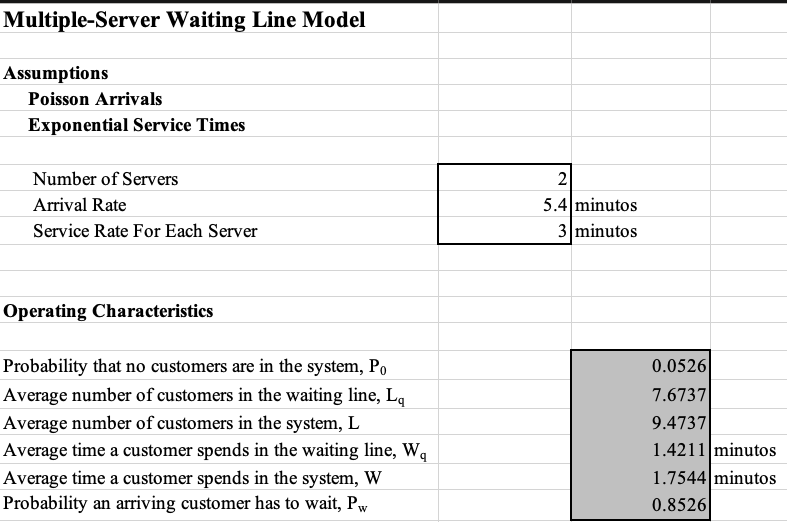 Multiple-Server Waiting Line Model
Assumptions
Poisson Arrivals
Exponential Service Times
Number of Servers 2
Arrival Rate 5.4 minutos
Service Rate For Each Server 3 minutos
Operating Characteristics
Probability that no customers are in the system, P₀ 0.0526
Average number of customers in the waiting line, Lq 7.6737
Average number of customers in the system, L 9.4737
Average time a customer spends in the waiting line, Wq 1.4211 minutos
Average time a customer spends in the system, W 1.7544 minutos
Probability an arriving customer has to wait, Pw 0.8526